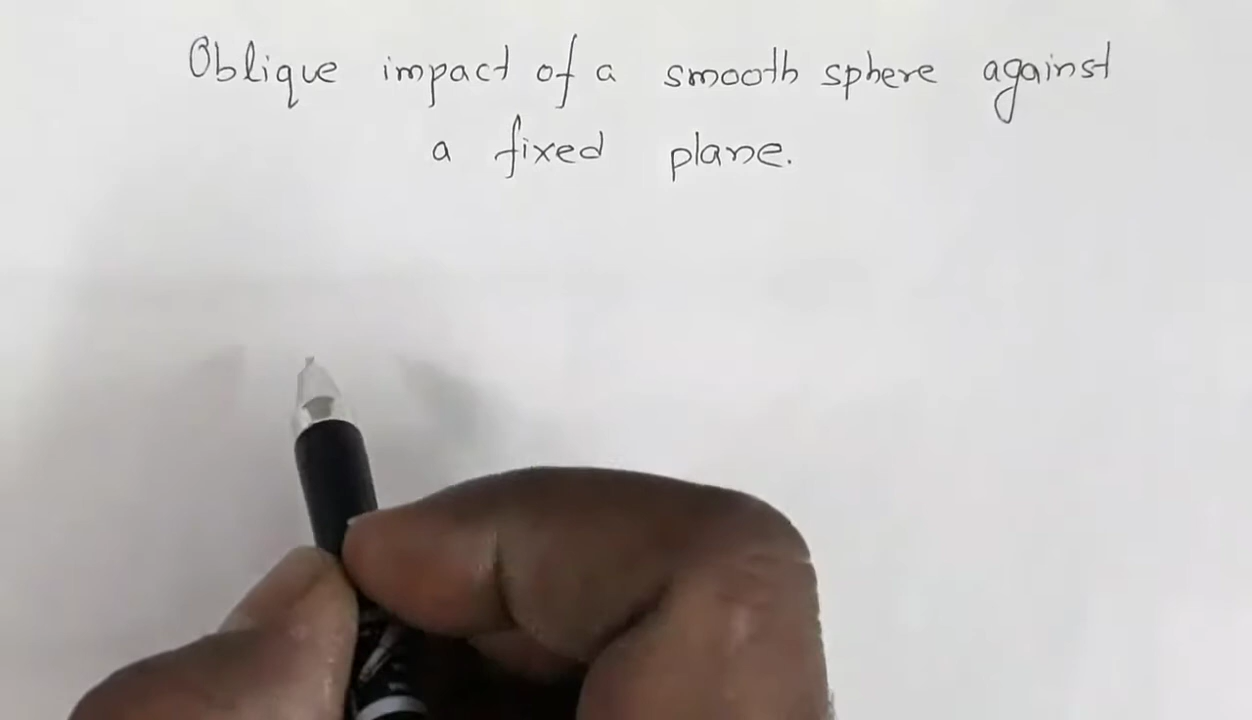 Oblique impact of a smooth sphere against
a fixed plane.